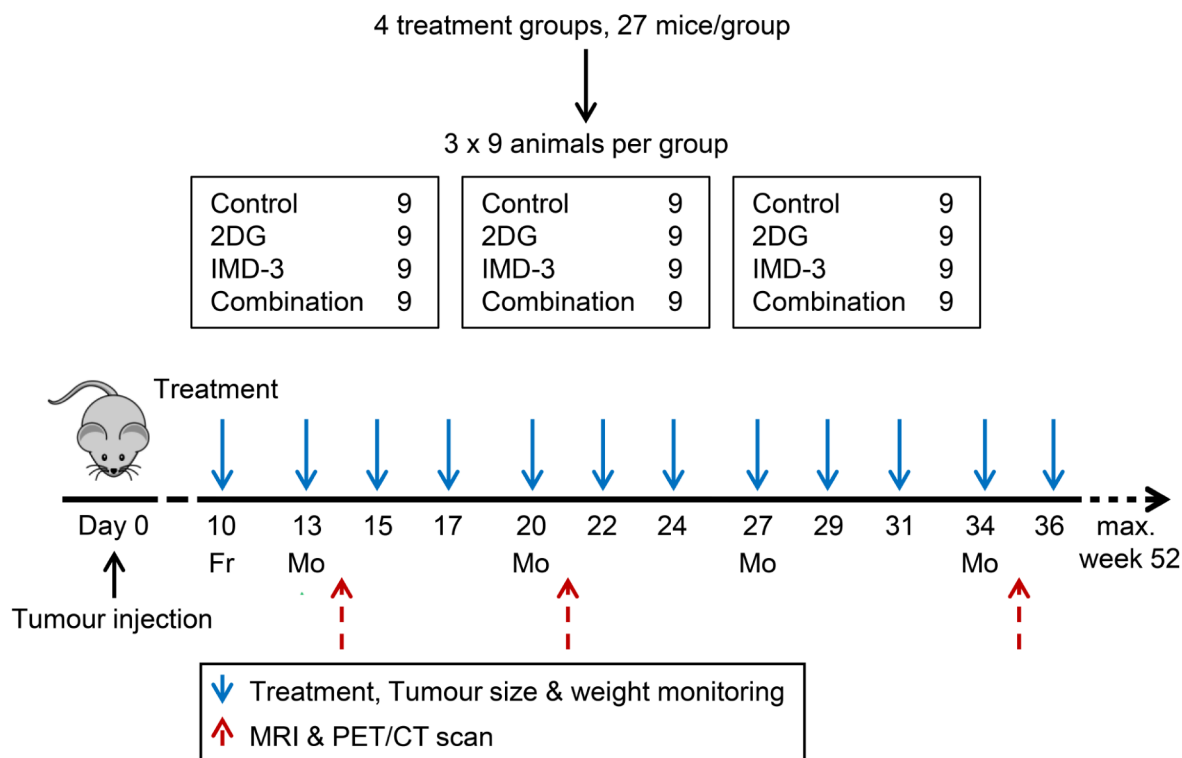 4 treatment groups, 27 mice/group
3 x 9 animals per group
Control 9
2DG 9
IMD-3 9
Combination 9
Control 9
2DG 9
IMD-3 9
Combination 9
Control 9
2DG 9
IMD-3 9
Combination 9
Treatment
Day 0 10 13 15 17 20 22 24 27 29 31 34 36 max.
Fr Mo Mo Mo Mo week 52
Tumour injection
Treatment, Tumour size & weight monitoring
MRI & PET/CT scan